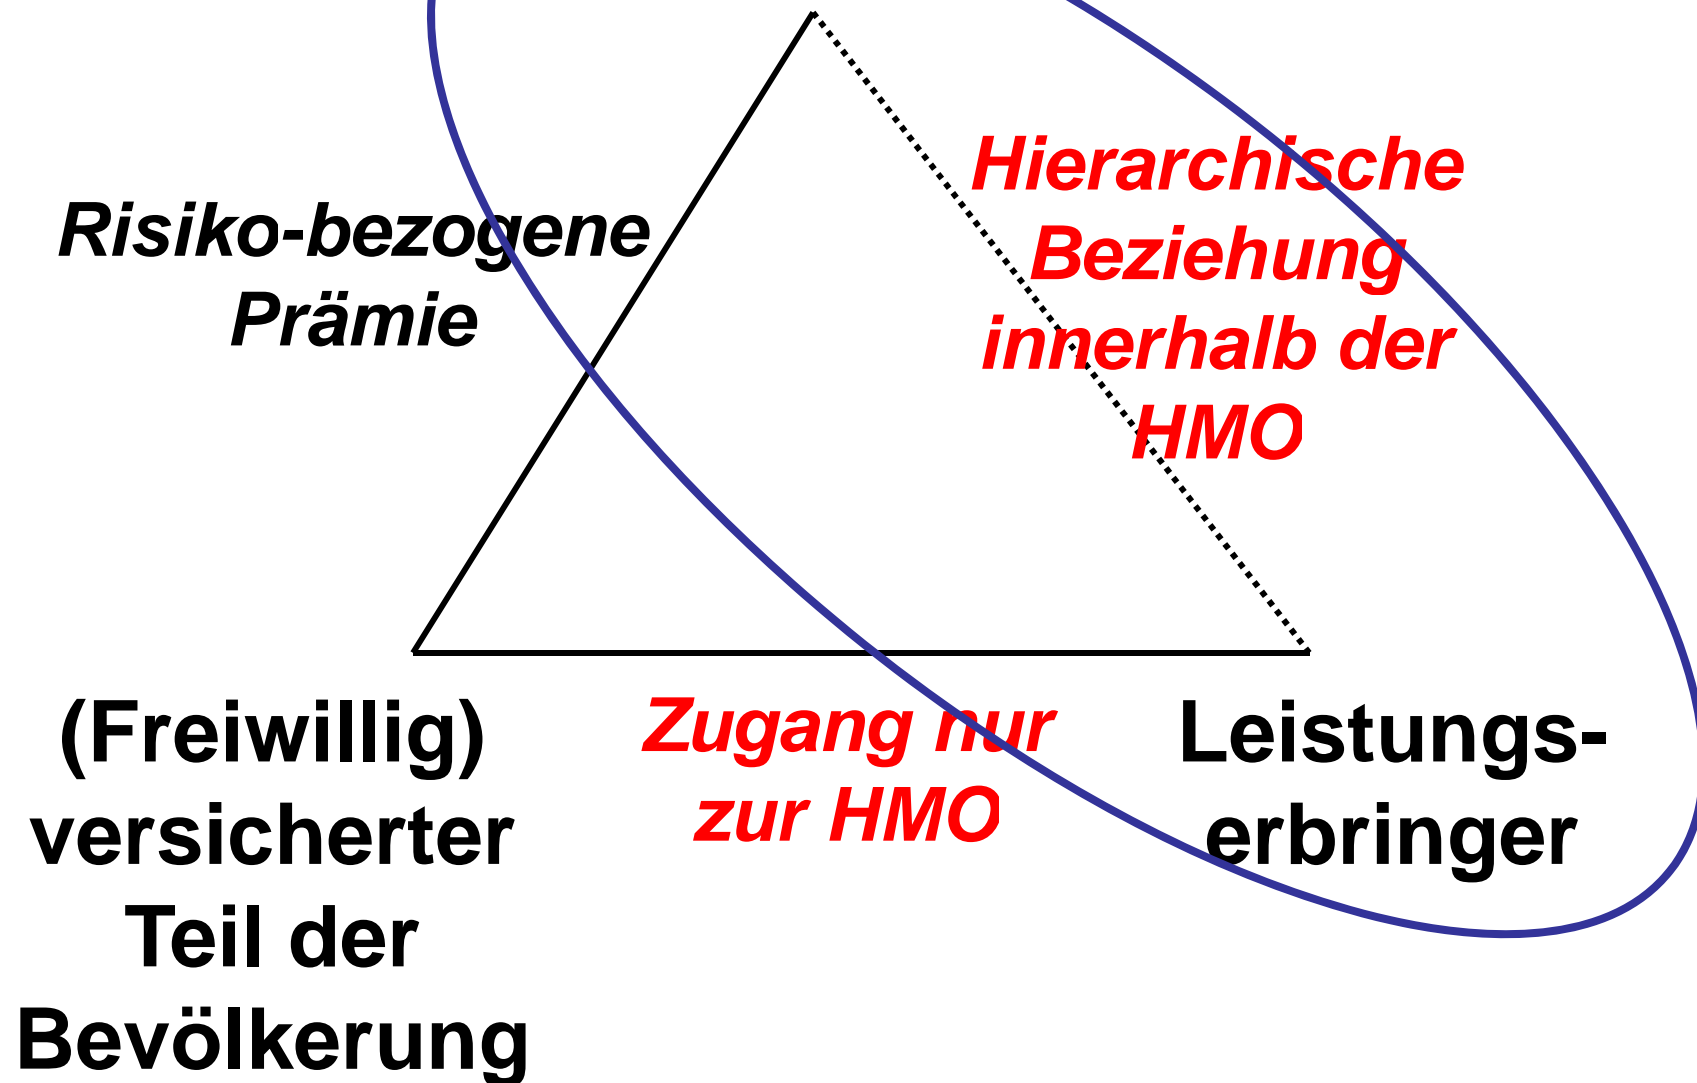 Hierarchische
Beziehung
innerhalb der
HMO
Risiko-bezogene
Prämie
(Freiwillig)
versicherter
Teil der
Bevölkerung
Zugang nur
zur HMO
Leistungs-
erbringer